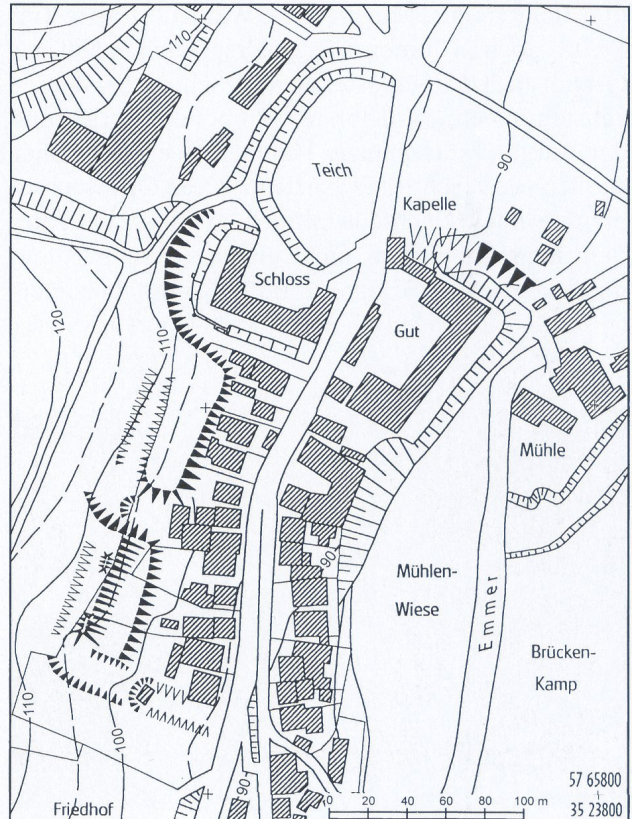 110
Teich
90
Kapelle
Schloss
120
Gut
110
Mühle
90
Mühlen-
Wiese
Emmer
Brücken-
Kamp
110
100
90
Friedhof
57 65800
0 20 40 60 80 100 m
35 23800